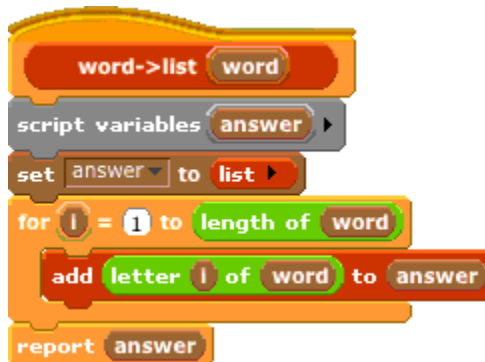 word->list word
script variables answer
set answer to list
for i = 1 to length of word
add letter i of word to answer
report answer